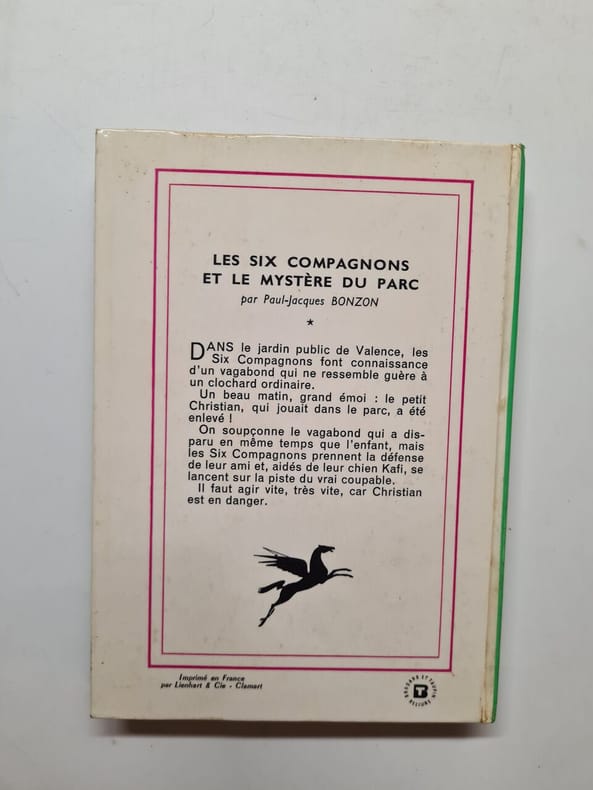 LES SIX COMPAGNONS
ET LE MYSTÈRE DU PARC
par Paul-Jacques BONZON
*
DANS le jardin public de Valence, les
Six Compagnons font connaissance
d'un vagabond qui ne ressemble guère à
un clochard ordinaire.
Un beau matin, grand émoi : le petit
Christian, qui jouait dans le parc, a été
enlevé !
On soupçonne le vagabond qui a dis-
paru en même temps que l'enfant, mais
les Six Compagnons prennent la défense
de leur ami et, aidés de leur chien Kafi, se
lancent sur la piste du vrai coupable.
Il faut agir vite, très vite, car Christian
est en danger.
Imprimé en France
par Lienhart & Cie - Clamart
BROCHARD ET TAUPIN
RELIURE